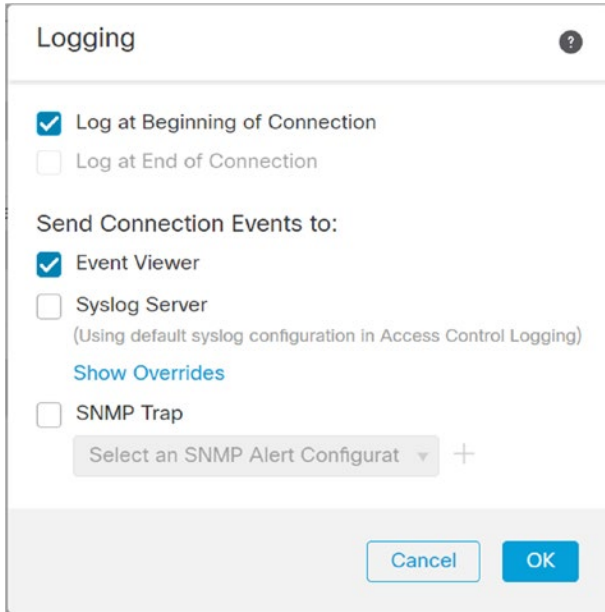 Logging
?
Log at Beginning of Connection
Log at End of Connection
Send Connection Events to:
Event Viewer
Syslog Server
(Using default syslog configuration in Access Control Logging)
Show Overrides
SNMP Trap
Select an SNMP Alert Configurat
Cancel
OK